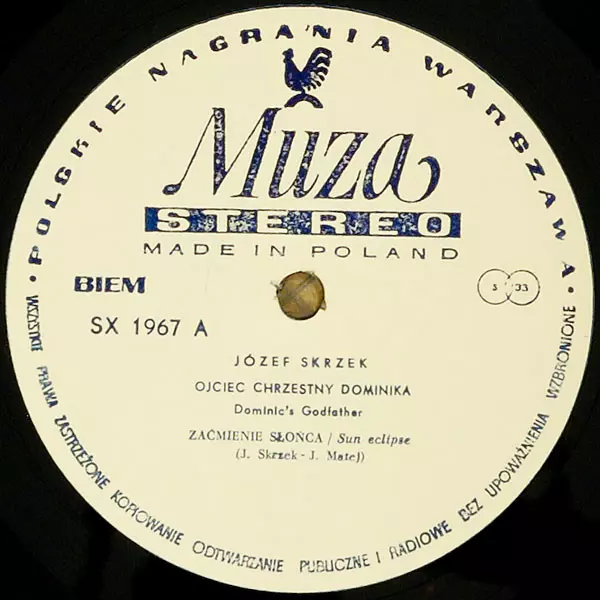 • POLSKIE NAGRANIA WARSZAWA •
Muza
STEREO
MADE IN POLAND
BIEM
S 33
SX 1967 A
JÓZEF SKRZEK
OJCIEC CHRZESTNY DOMINIKA
Dominic's Godfather
ZAĆMIENIE SŁOŃCA / Sun eclipse
(J. Skrzek - J. Matej)
WSZYSTKIE PRAWA ZASTRZEŻONE KOPIOWANIE ODTWARZANIE PUBLICZNE I RADIOWE BEZ UPOWAŻNIENIA WZBRONIONE